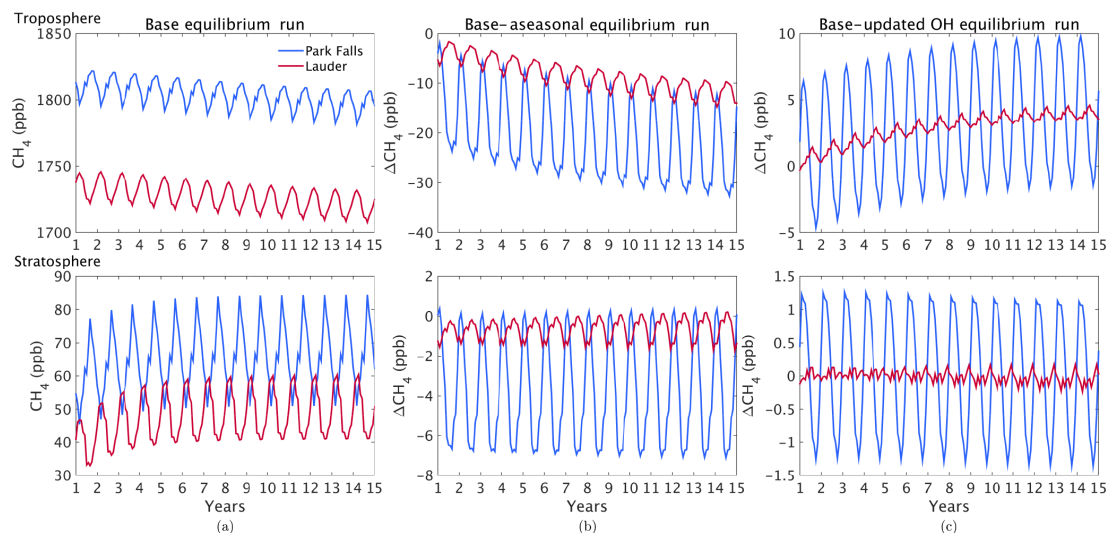 Troposphere
Base equilibrium run
Base-aseasonal equilibrium run
Base-updated OH equilibrium run
1850
1800
1750
1700
CH4 (ppb)
Park Falls
Lauder
1 2 3 4 5 6 7 8 9 10 11 12 13 14 15
0
-10
-20
-30
-40
ΔCH4 (ppb)
1 2 3 4 5 6 7 8 9 10 11 12 13 14 15
10
5
0
-5
ΔCH4 (ppb)
1 2 3 4 5 6 7 8 9 10 11 12 13 14 15
Stratosphere
90
80
70
60
50
40
30
CH4 (ppb)
1 2 3 4 5 6 7 8 9 10 11 12 13 14 15
Years
(a)
2
0
-2
-4
-6
-8
ΔCH4 (ppb)
1 2 3 4 5 6 7 8 9 10 11 12 13 14 15
Years
(b)
1.5
1
0.5
0
-0.5
-1
-1.5
ΔCH4 (ppb)
1 2 3 4 5 6 7 8 9 10 11 12 13 14 15
Years
(c)